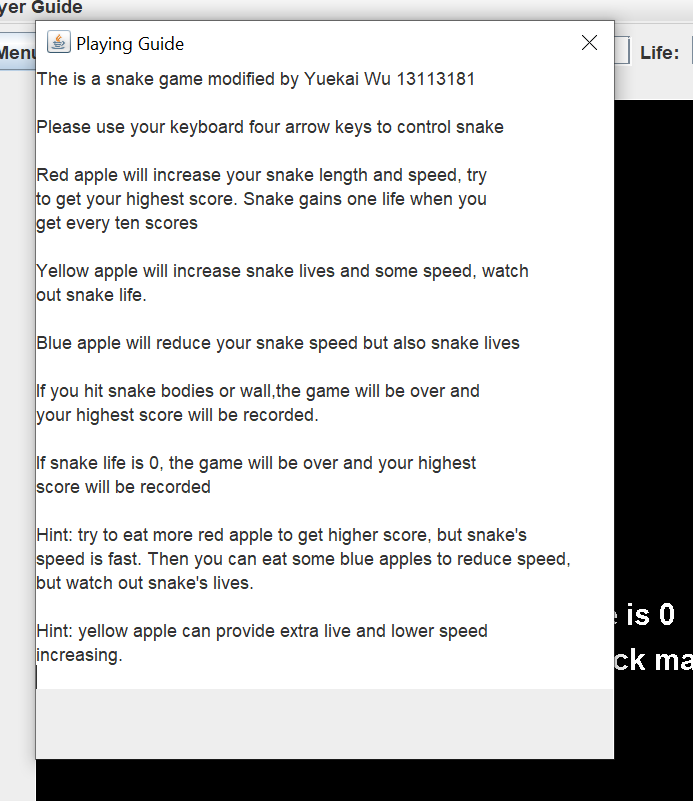 yer Guide
Playing Guide
Menu
Life:
The is a snake game modified by Yuekai Wu 13113181
Please use your keyboard four arrow keys to control snake
Red apple will increase your snake length and speed, try
to get your highest score. Snake gains one life when you
get every ten scores
Yellow apple will increase snake lives and some speed, watch
out snake life.
Blue apple will reduce your snake speed but also snake lives
If you hit snake bodies or wall,the game will be over and
your highest score will be recorded.
If snake life is 0, the game will be over and your highest
score will be recorded
Hint: try to eat more red apple to get higher score, but snake's
speed is fast. Then you can eat some blue apples to reduce speed,
but watch out snake's lives.
is 0
Hint: yellow apple can provide extra live and lower speed
increasing.
ck ma